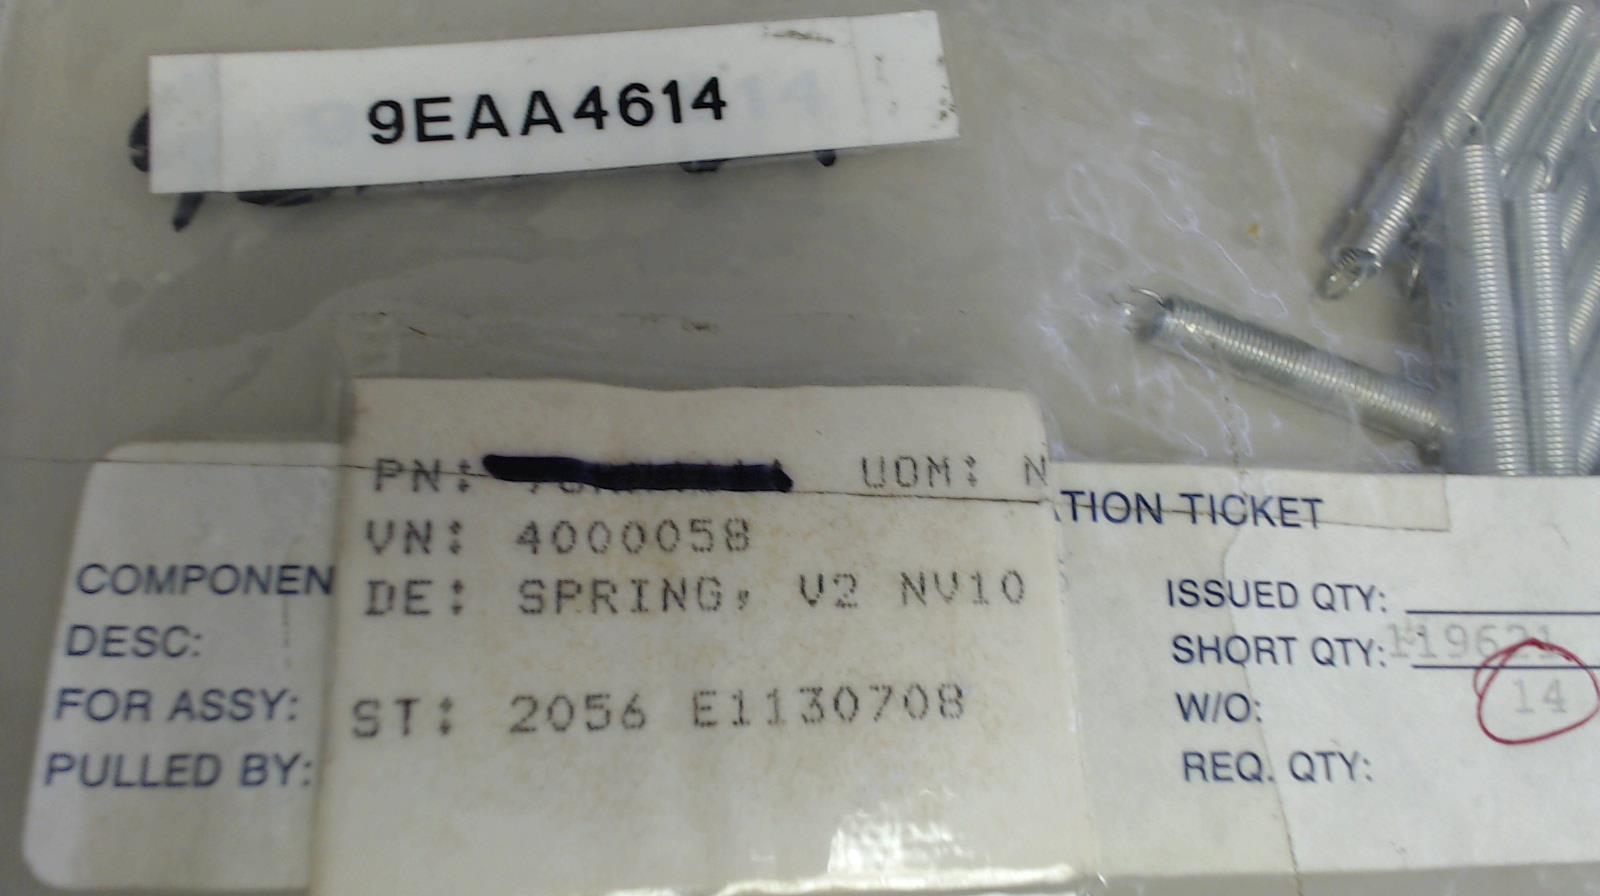 9EAA4614
PN: UOM: N
TION TICKET
VN: 4000058
COMPONEN
DE: SPRING, V2 NV10
ISSUED QTY:
DESC:
SHORT QTY: 119621
FOR ASSY:
ST: 2056 E1130708
W/O: 14
PULLED BY:
REQ. QTY: